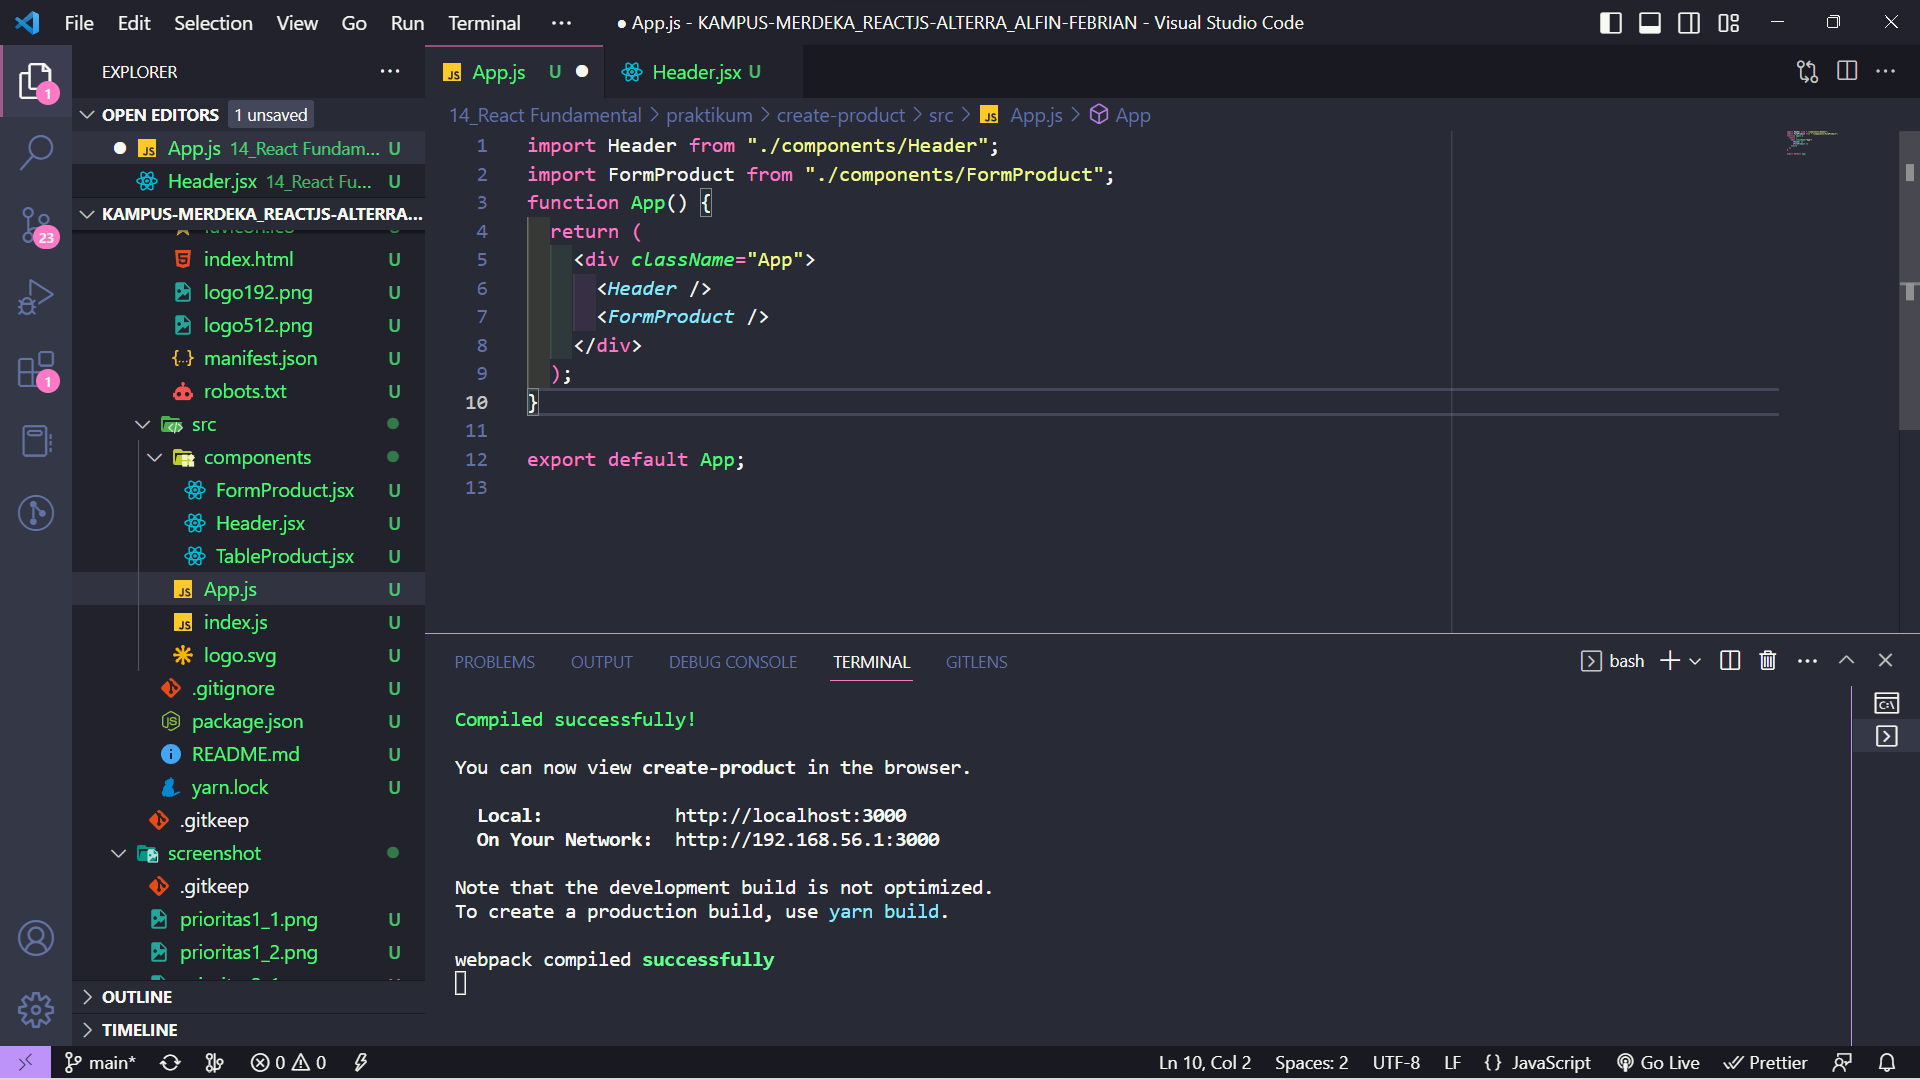 File Edit Selection View Go Run Terminal ··· ● App.js - KAMPUS-MERDEKA_REACTJS-ALTERRA_ALFIN-FEBRIAN - Visual Studio Code
EXPLORER
OPEN EDITORS 1 unsaved
App.js 14_React Fundam... U
Header.jsx 14_React Fu... U
KAMPUS-MERDEKA_REACTJS-ALTERRA...
favicon.ico U
index.html U
logo192.png U
logo512.png U
manifest.json U
robots.txt U
src
components
FormProduct.jsx U
Header.jsx U
TableProduct.jsx U
App.js U
index.js U
logo.svg U
.gitignore U
package.json U
README.md U
yarn.lock U
.gitkeep
screenshot
.gitkeep
prioritas1_1.png U
prioritas1_2.png U
OUTLINE
TIMELINE
1
23
1
App.js U Header.jsx U
14_React Fundamental > praktikum > create-product > src > App.js > App
1 import Header from "./components/Header";
2 import FormProduct from "./components/FormProduct";
3 function App() {
4 return (
5 <div className="App">
6 <Header />
7 <FormProduct />
8 </div>
9 );
10 }
11
12 export default App;
13
PROBLEMS OUTPUT DEBUG CONSOLE TERMINAL GITLENS bash
Compiled successfully!
You can now view create-product in the browser.
Local: http://localhost:3000
On Your Network: http://192.168.56.1:3000
Note that the development build is not optimized.
To create a production build, use yarn build.
webpack compiled successfully
main* 0 0 Ln 10, Col 2 Spaces: 2 UTF-8 LF {} JavaScript Go Live Prettier